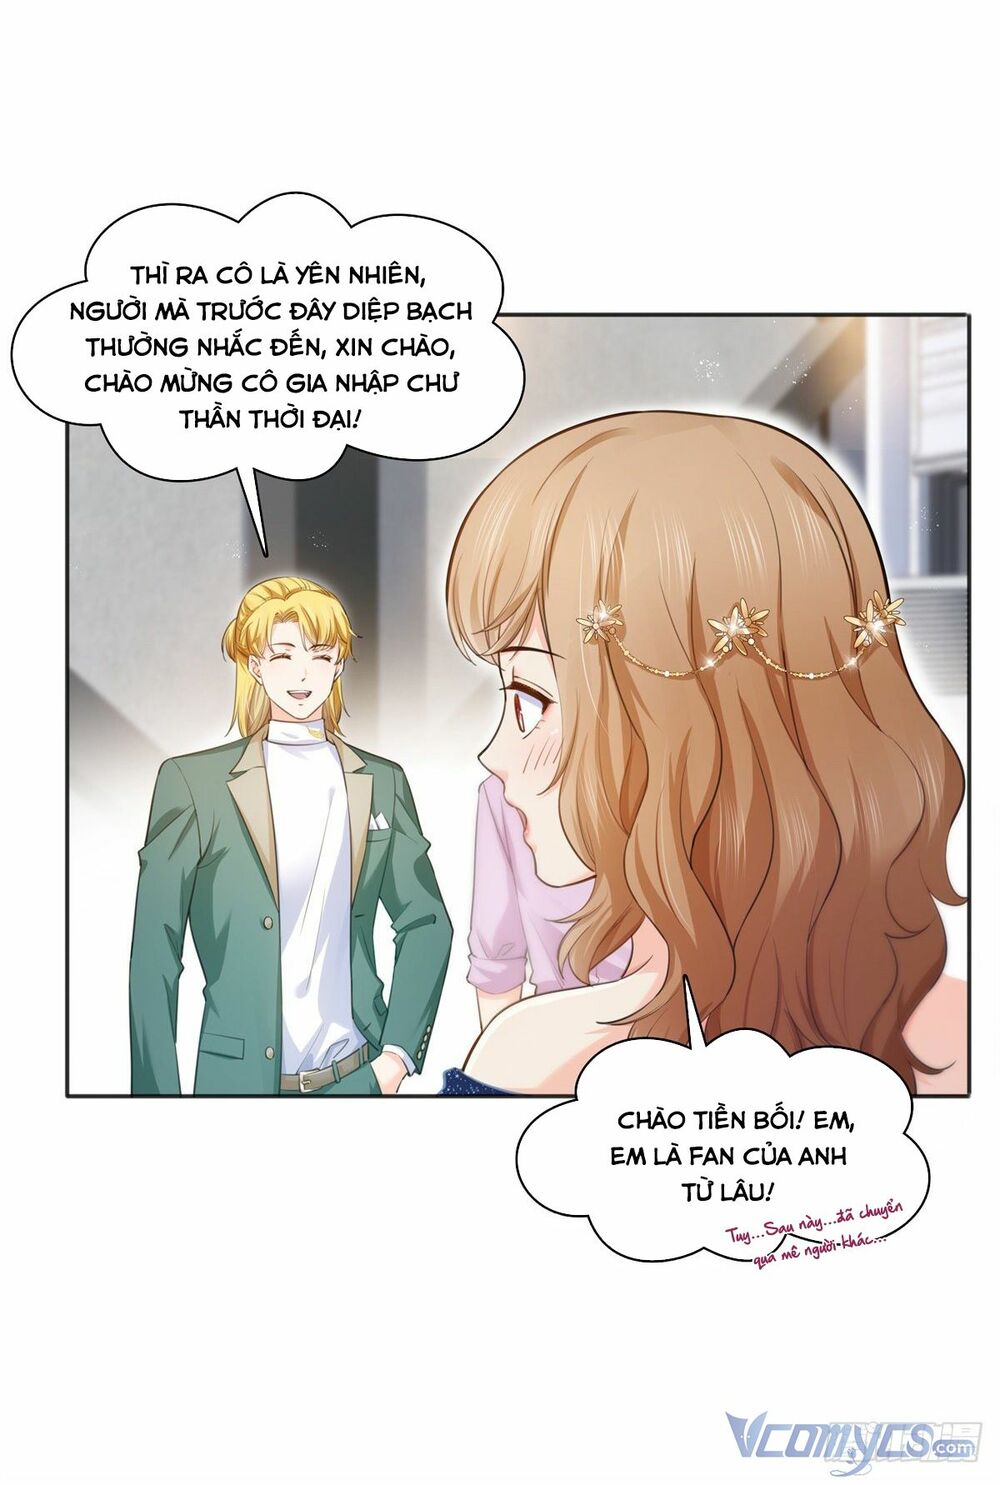 THÌ RA CÔ LÀ YÊN NHIÊN,
NGƯỜI MÀ TRƯỚC ĐÂY DIỆP BẠCH
THƯỜNG NHẮC ĐẾN, XIN CHÀO,
CHÀO MỪNG CÔ GIA NHẬP CHƯ
THẦN THỜI ĐẠI!
CHÀO TIỀN BỐI! EM,
EM LÀ FAN CỦA ANH
TỪ LÂU!
Tuy...Sau này...đã chuyển
qua mê người khác...
VCOMYCS.com